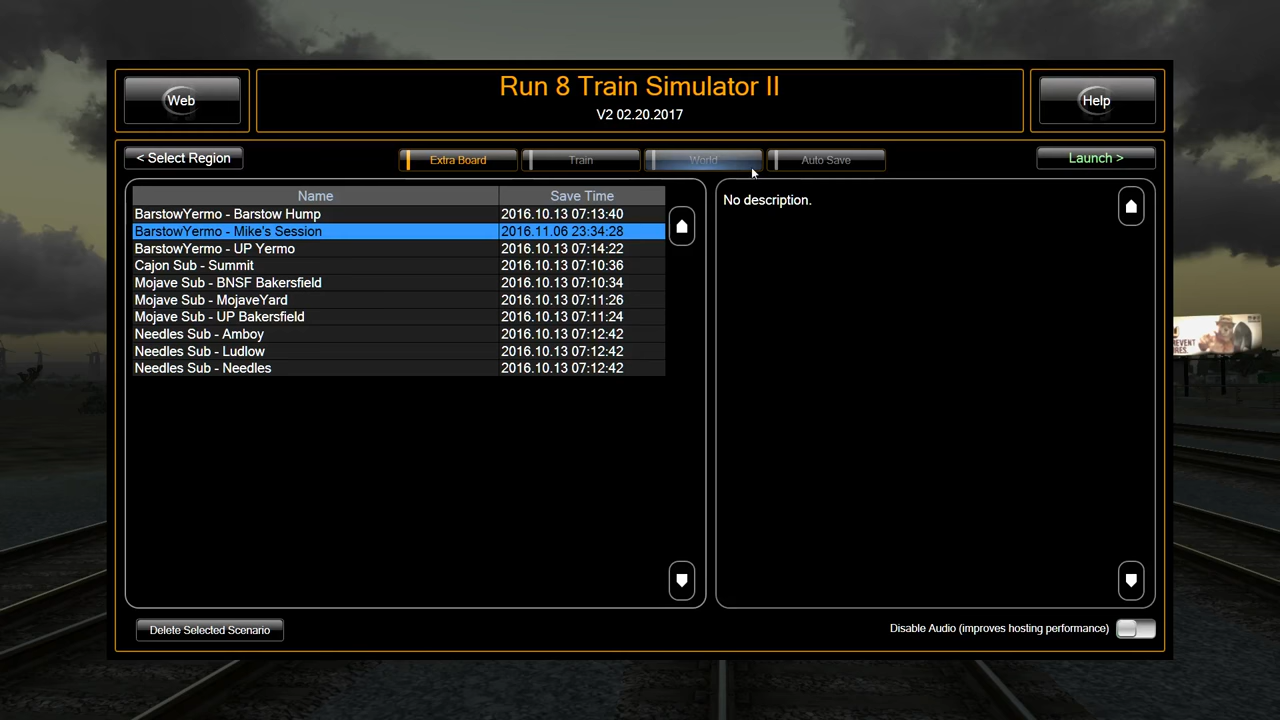 Run 8 Train Simulator II
V2 02.20.2017
Web
Help
< Select Region
Extra Board
Train
World
Auto Save
Launch >
Name Save Time
BarstowYermo - Barstow Hump 2016.10.13 07:13:40
BarstowYermo - Mike's Session 2016.11.06 23:34:28
BarstowYermo - UP Yermo 2016.10.13 07:14:22
Cajon Sub - Summit 2016.10.13 07:10:36
Mojave Sub - BNSF Bakersfield 2016.10.13 07:10:34
Mojave Sub - MojaveYard 2016.10.13 07:11:26
Mojave Sub - UP Bakersfield 2016.10.13 07:11:24
Needles Sub - Amboy 2016.10.13 07:12:42
Needles Sub - Ludlow 2016.10.13 07:12:42
Needles Sub - Needles 2016.10.13 07:12:42
No description.
Delete Selected Scenario
Disable Audio (improves hosting performance)